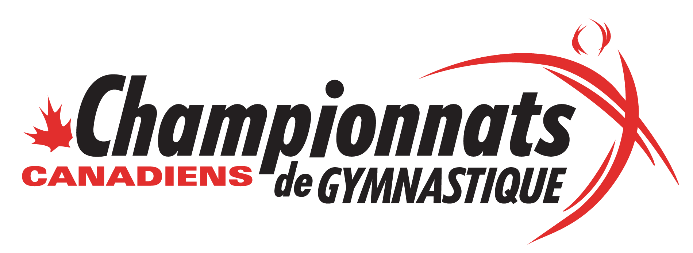 Championnats
CANADIENS de GYMNASTIQUE